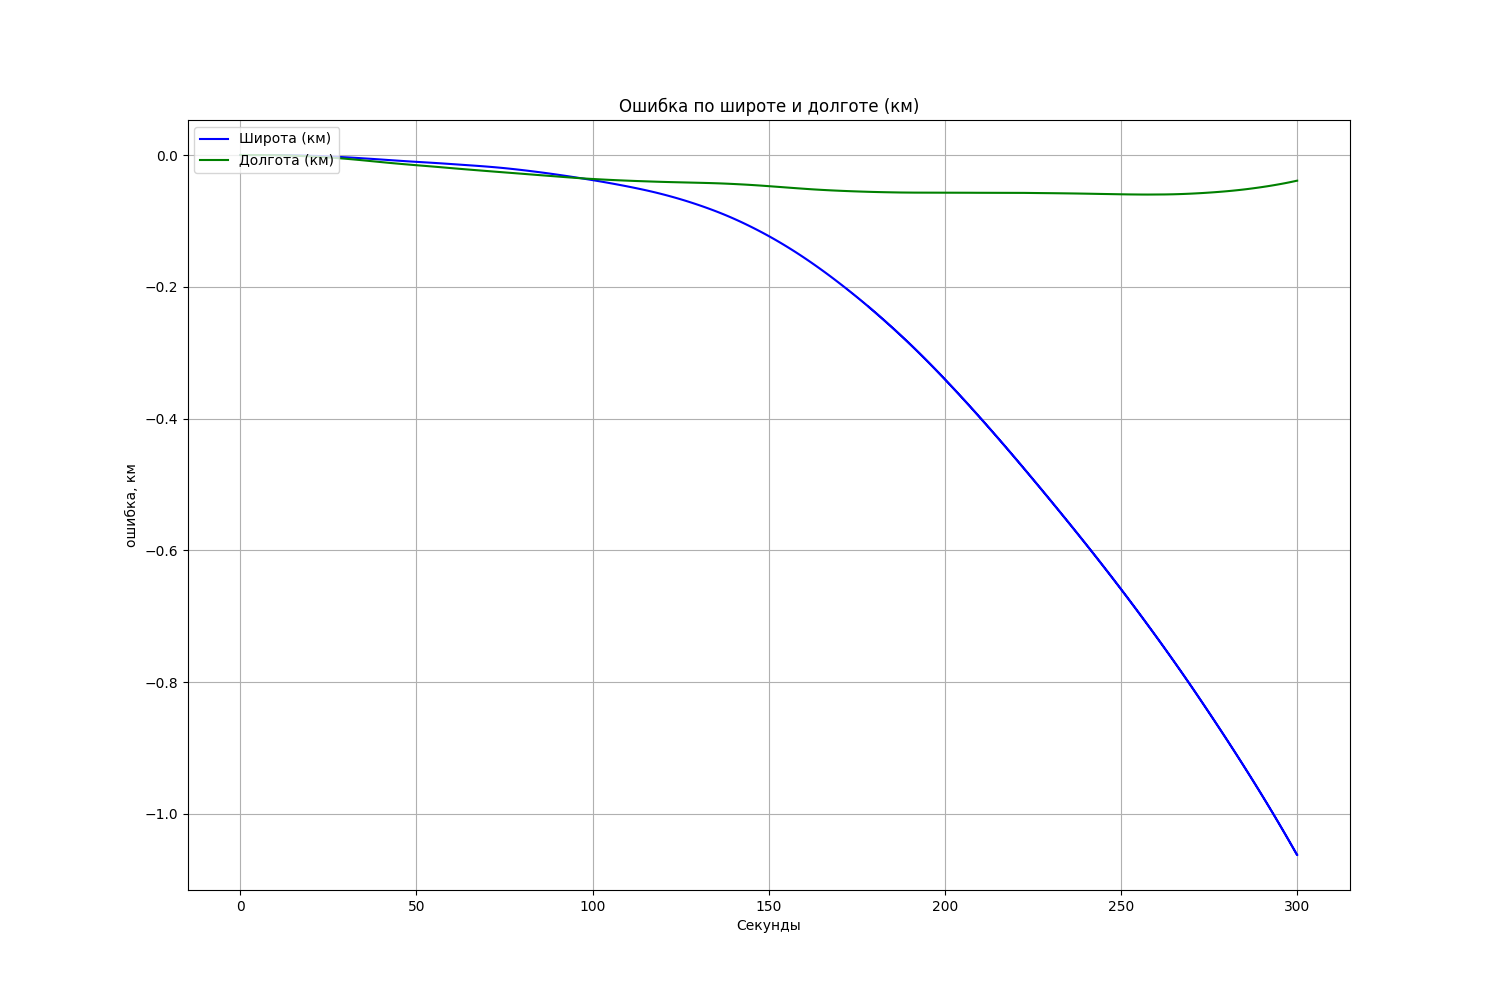 Ошибка по широте и долготе (км)
Широта (км)
Долгота (км)
0.0
−0.2
−0.4
−0.6
−0.8
−1.0
ошибка, км
0 50 100 150 200 250 300
Секунды